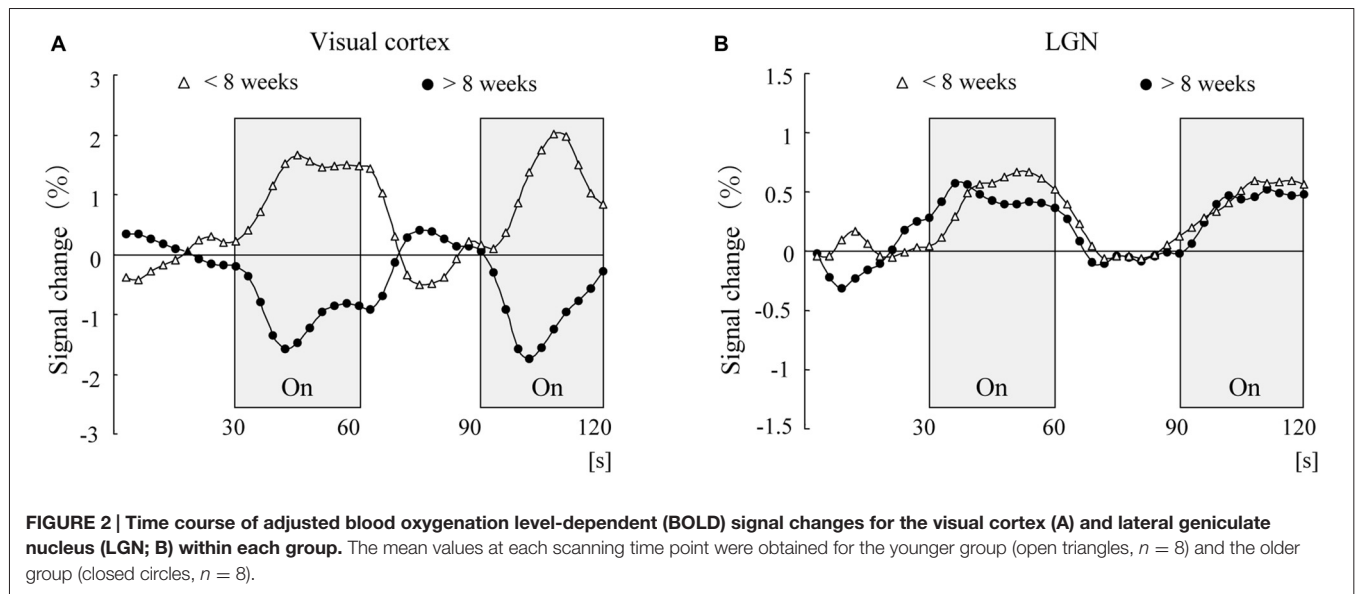 A
Visual cortex
△ < 8 weeks
● > 8 weeks
Signal change (%)
3
2
1
0
-1
-2
-3
On
On
30
60
90
120
[s]
B
LGN
△ < 8 weeks
● > 8 weeks
Signal change (%)
1.5
1
0.5
0
-0.5
-1
-1.5
On
On
30
60
90
120
[s]
FIGURE 2 | Time course of adjusted blood oxygenation level-dependent (BOLD) signal changes for the visual cortex (A) and lateral geniculate
nucleus (LGN; B) within each group. The mean values at each scanning time point were obtained for the younger group (open triangles, n = 8) and the older
group (closed circles, n = 8).